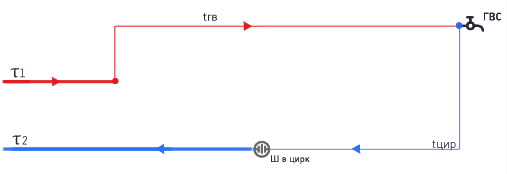 tгв
ГВС
τ1
τ2
tцир
Ш в цирк